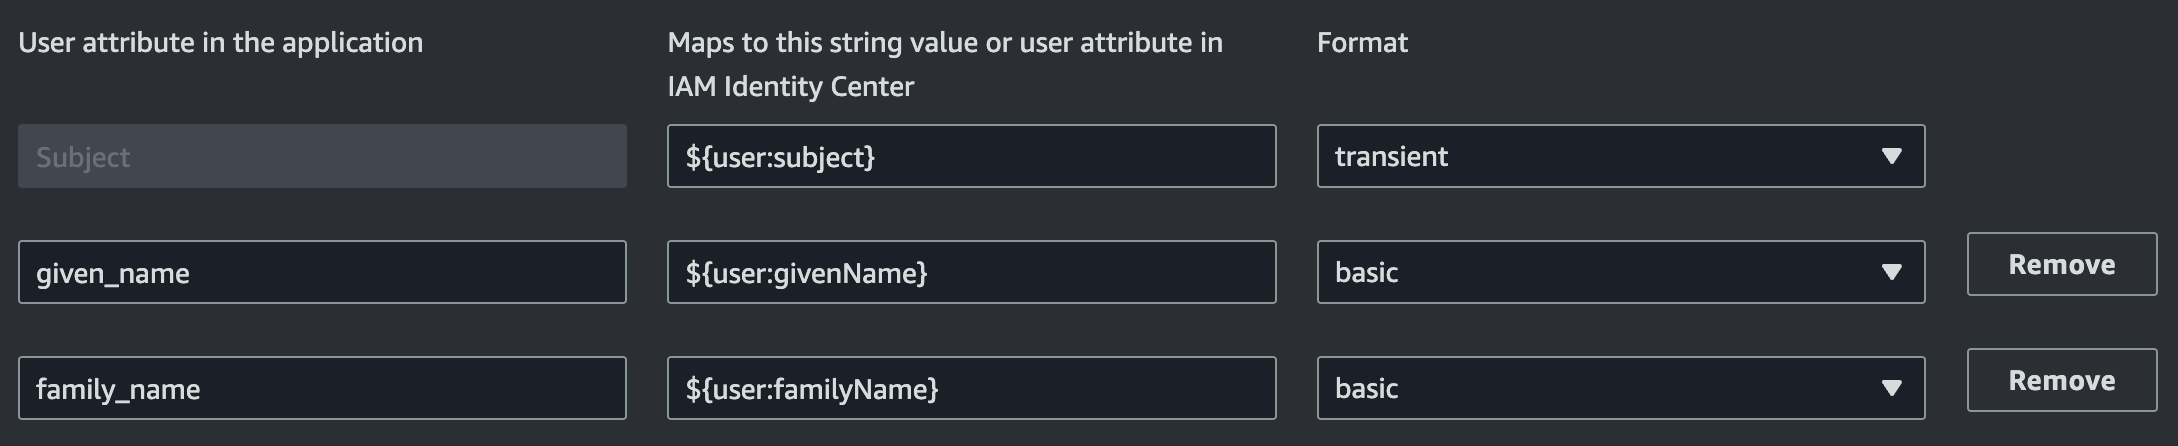 User attribute in the application
Maps to this string value or user attribute in
IAM Identity Center
Format
Subject
${user:subject}
transient
given_name
${user:givenName}
basic
Remove
family_name
${user:familyName}
basic
Remove